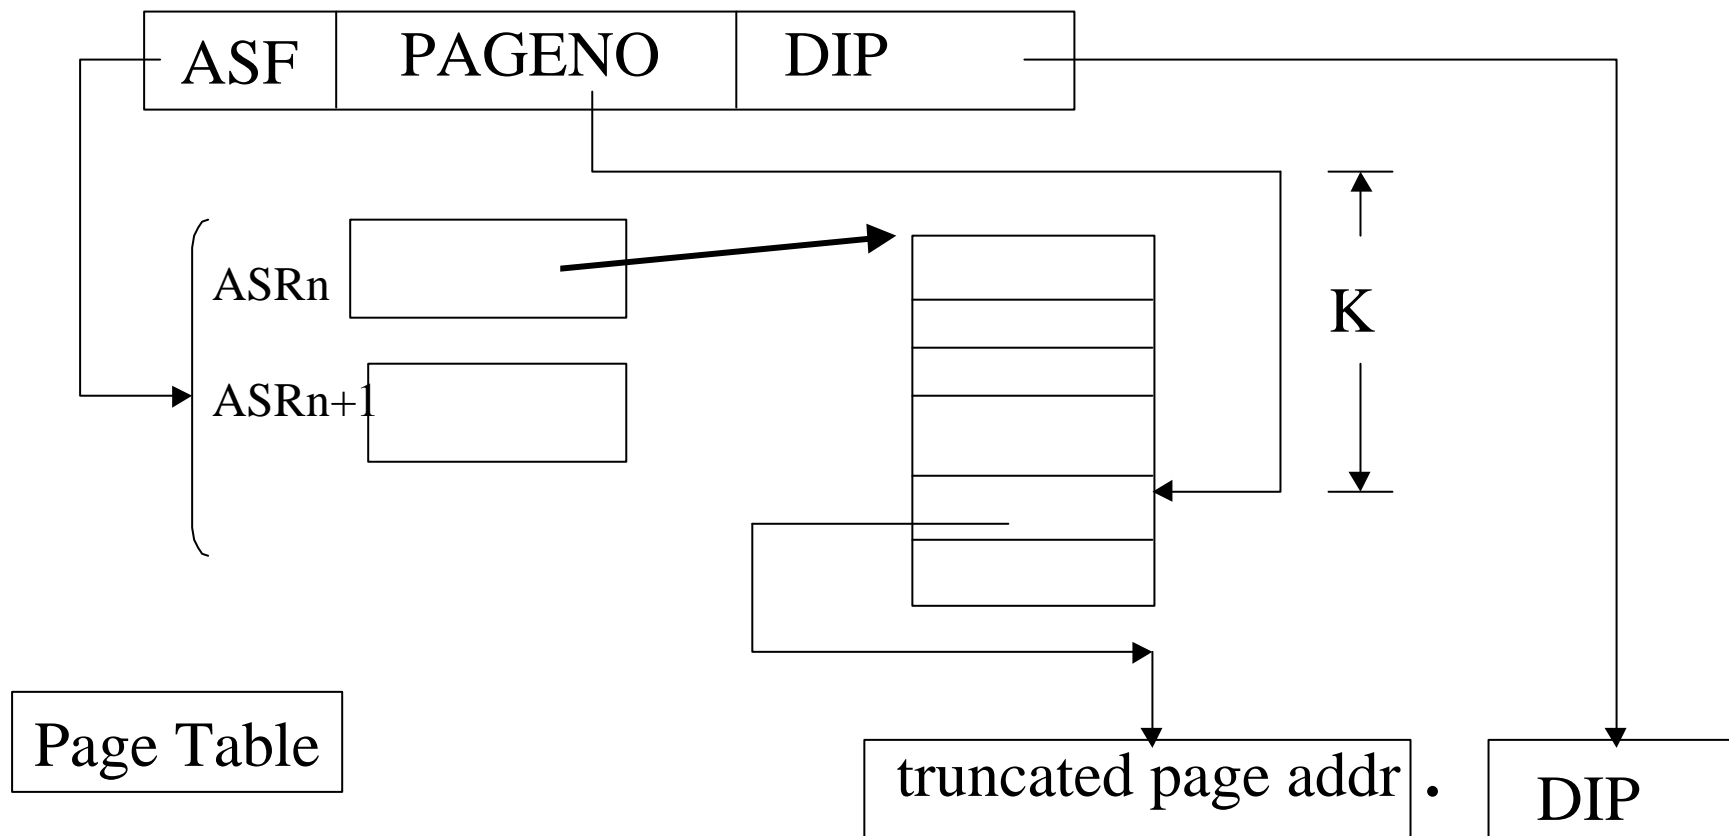 ASF PAGENO DIP
ASRn
K
ASRn+1
Page Table
truncated page addr . DIP